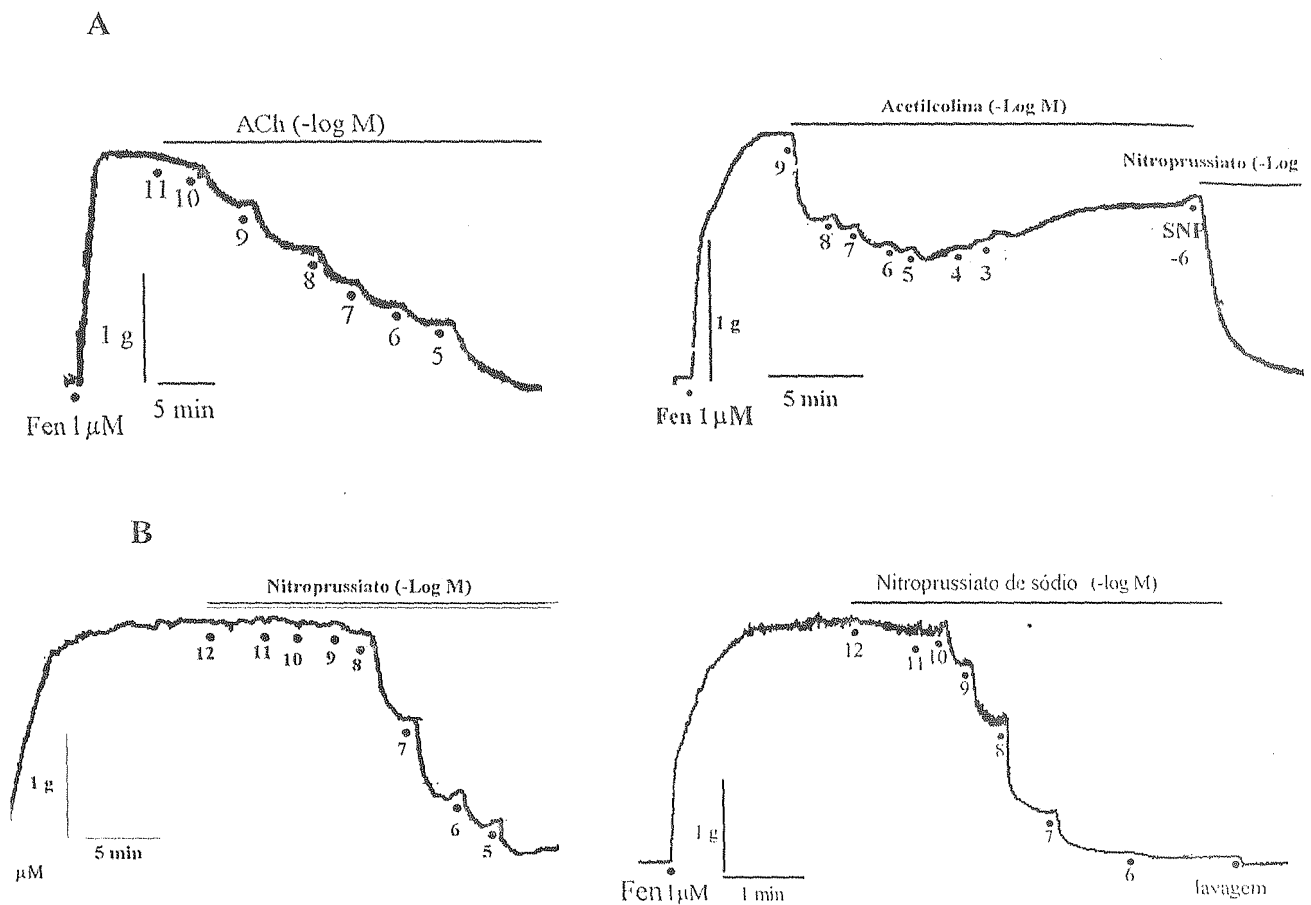 A
ACh (-log M)
11
10
9
8
7
6
5
1 g
5 min
Fen 1 µM
Acetilcolina (-Log M)
Nitroprussiato (-Log
9
8
7
6
5
4
3
SNP
-6
1 g
5 min
Fen 1 µM
B
Nitroprussiato (-Log M)
12
11
10
9
8
7
6
5
1 g
5 min
µM
Nitroprussiato de sódio (-log M)
12
11
10
9
8
7
6
1 g
1 min
Fen 1µM
lavagem